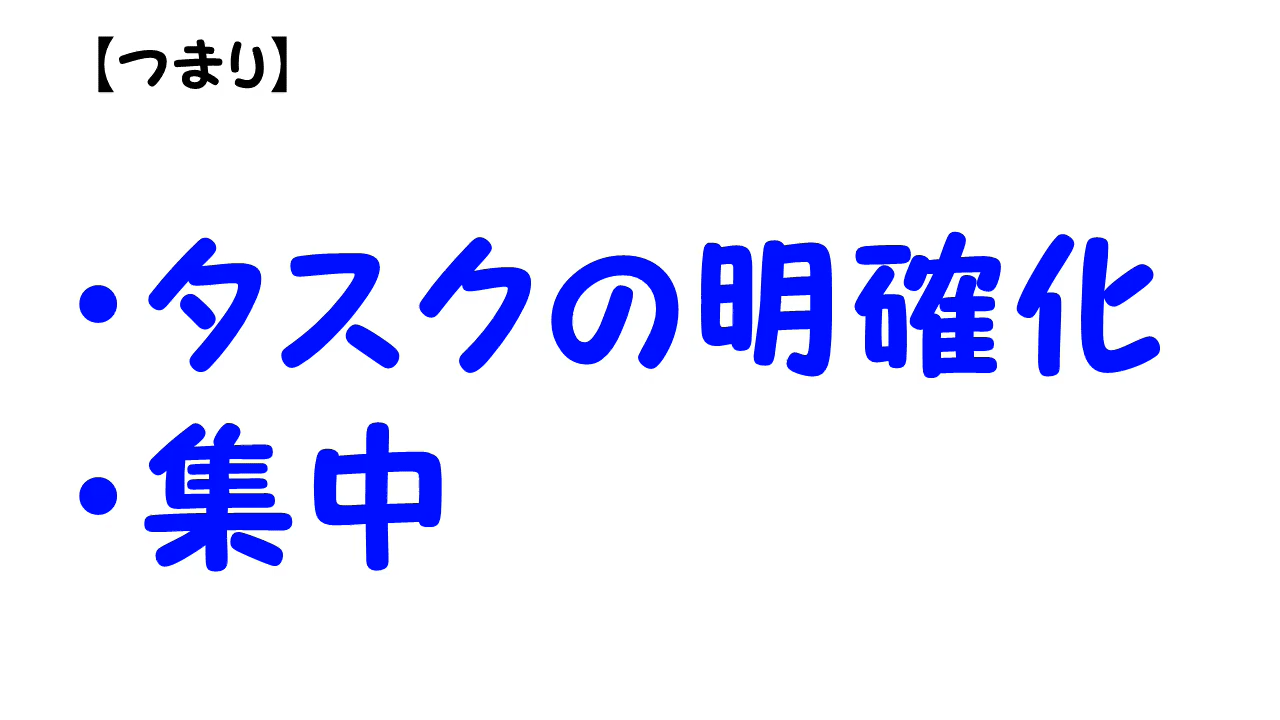 【つまり】
・タスクの明確化
・集中